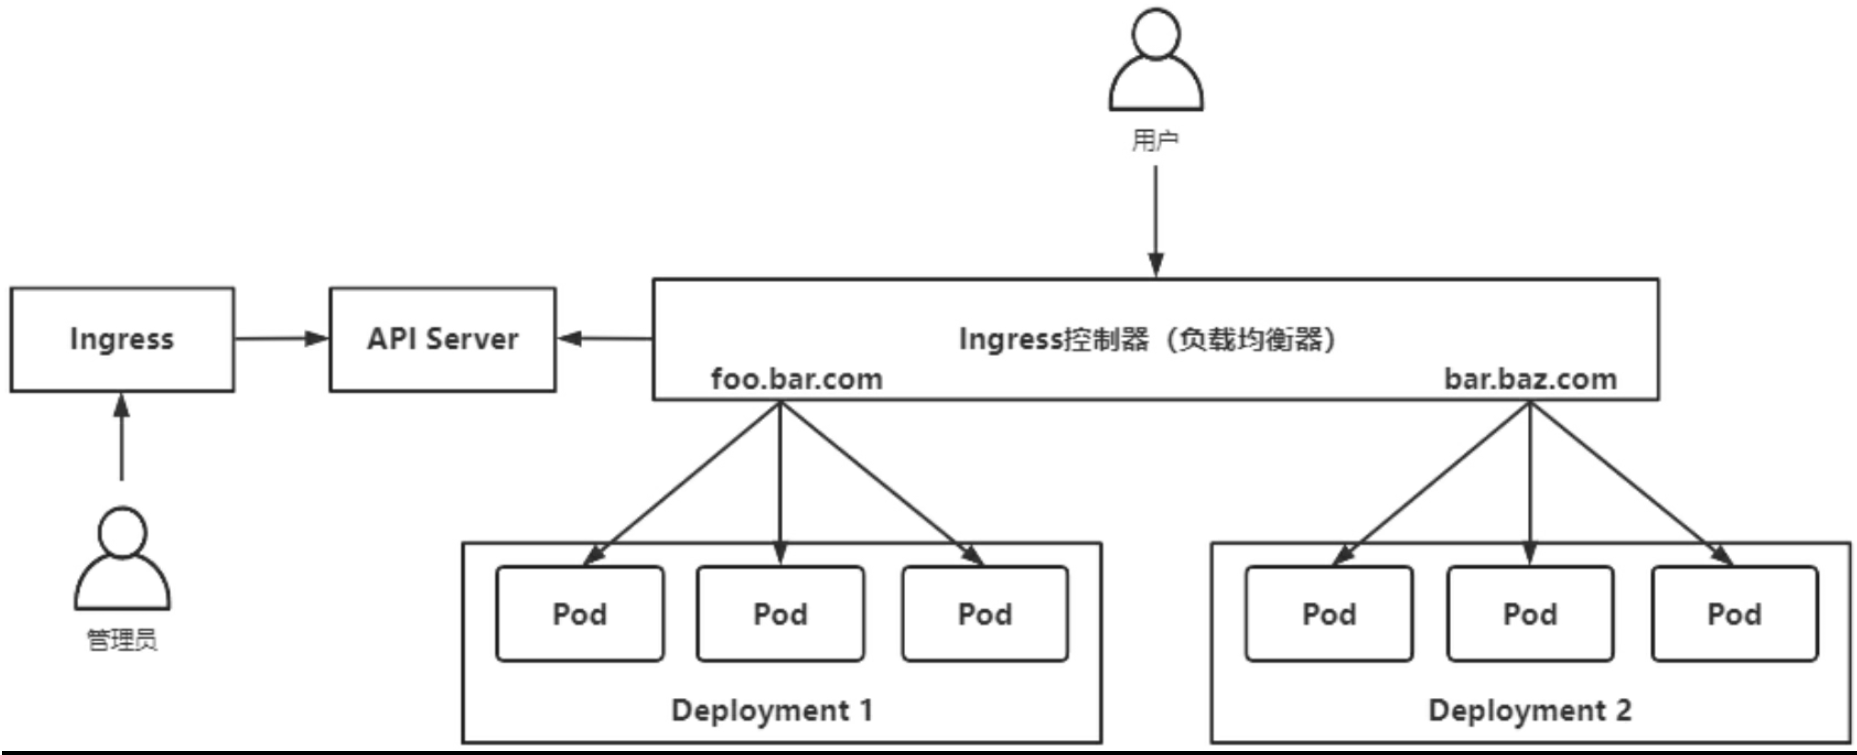 用户
Ingress
API Server
Ingress控制器（负载均衡器）
foo.bar.com
bar.baz.com
管理员
Pod
Pod
Pod
Deployment 1
Pod
Pod
Pod
Deployment 2